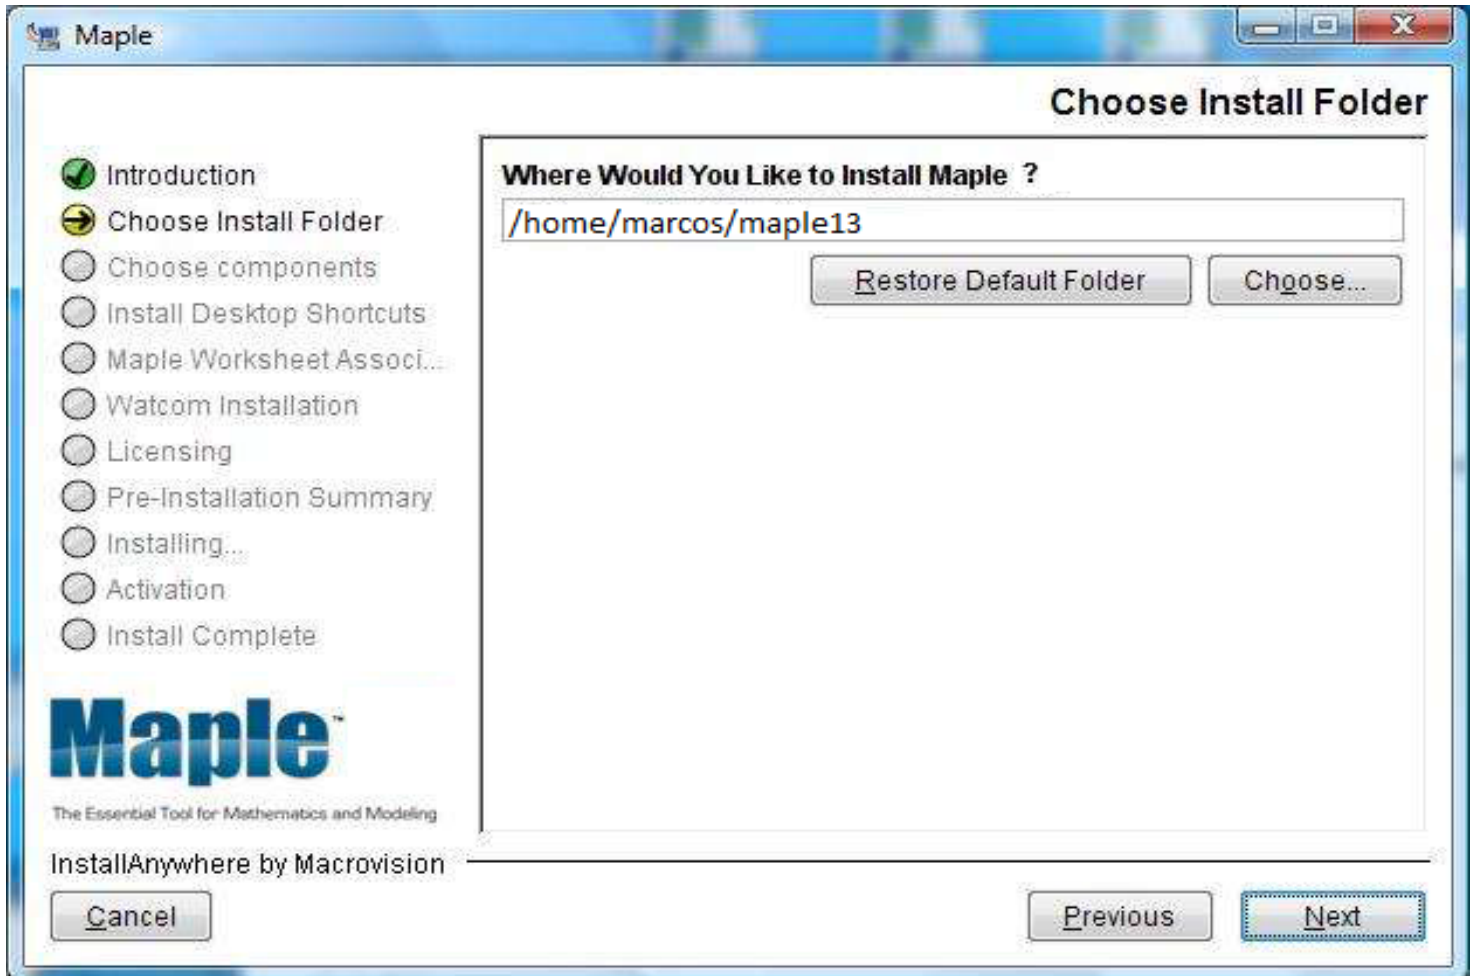 Maple
Choose Install Folder
Introduction
Choose Install Folder
Choose components
Install Desktop Shortcuts
Maple Worksheet Associ...
Watcom Installation
Licensing
Pre-Installation Summary
Installing...
Activation
Install Complete
Where Would You Like to Install Maple ?
/home/marcos/maple13
Restore Default Folder
Choose...
Maple™
The Essential Tool for Mathematics and Modeling
InstallAnywhere by Macrovision
Cancel
Previous
Next